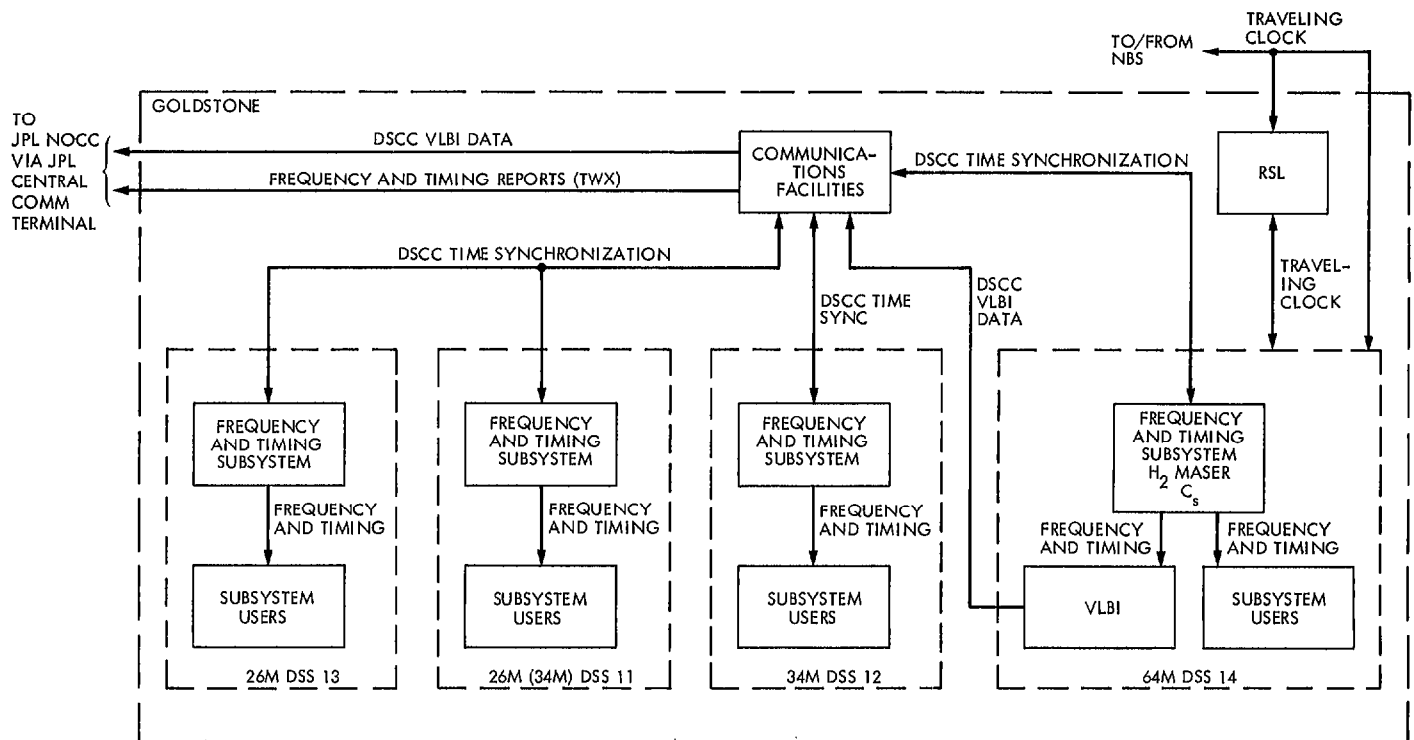 TRAVELING
CLOCK
TO/FROM
NBS
GOLDSTONE
TO
JPL NOCC
VIA JPL
CENTRAL
COMM
TERMINAL
DSCC VLBI DATA
FREQUENCY AND TIMING REPORTS (TWX)
COMMUNICA-
TIONS
FACILITIES
DSCC TIME SYNCHRONIZATION
RSL
DSCC TIME SYNCHRONIZATION
DSCC TIME
SYNC
DSCC
VLBI
DATA
TRAVEL-
ING
CLOCK
FREQUENCY
AND TIMING
SUBSYSTEM
FREQUENCY
AND TIMING
SUBSYSTEM
USERS
26M DSS 13
FREQUENCY
AND TIMING
SUBSYSTEM
FREQUENCY
AND TIMING
SUBSYSTEM
USERS
26M (34M) DSS 11
FREQUENCY
AND TIMING
SUBSYSTEM
FREQUENCY
AND TIMING
SUBSYSTEM
USERS
34M DSS 12
FREQUENCY
AND TIMING
SUBSYSTEM
H2 MASER
Cs
FREQUENCY
AND TIMING
FREQUENCY
AND TIMING
VLBI
SUBSYSTEM
USERS
64M DSS 14